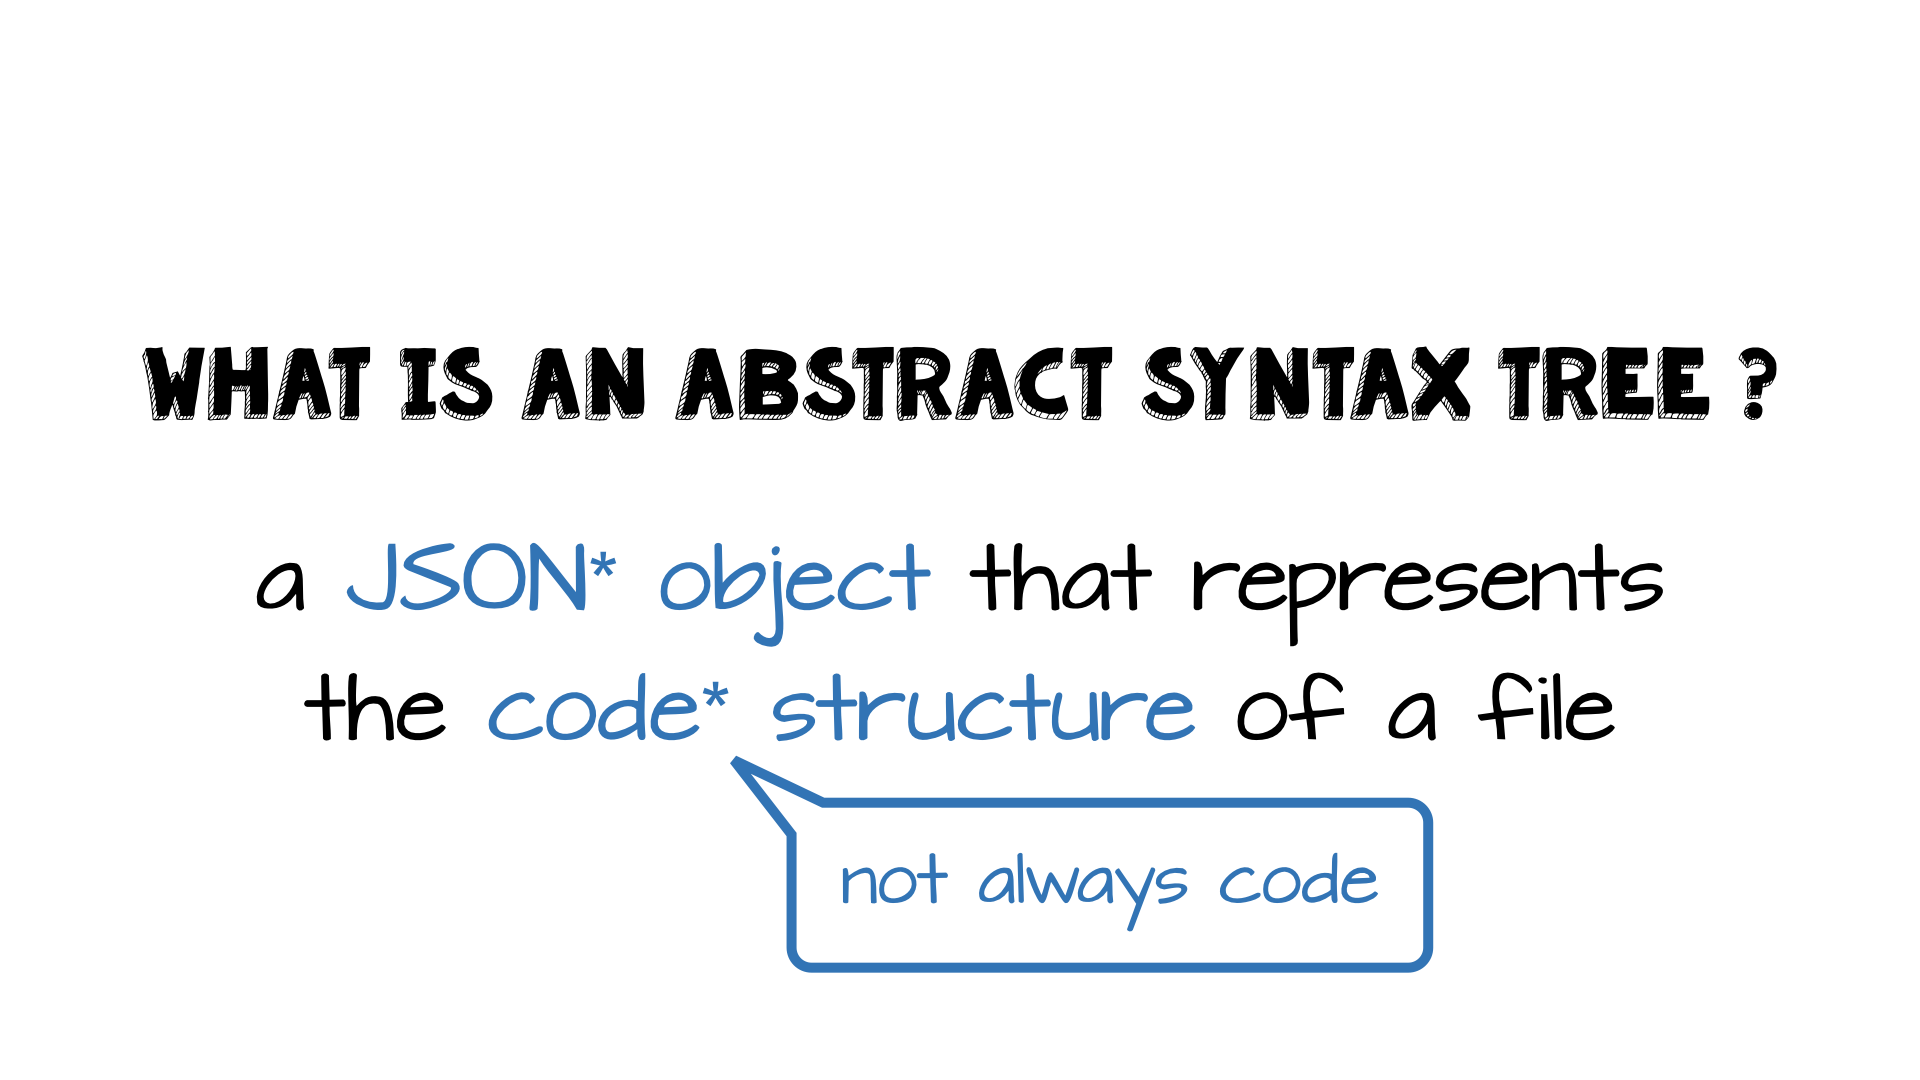 WHAT IS AN ABSTRACT SYNTAX TREE ?
a JSON* object that represents
the code* structure of a file
not always code